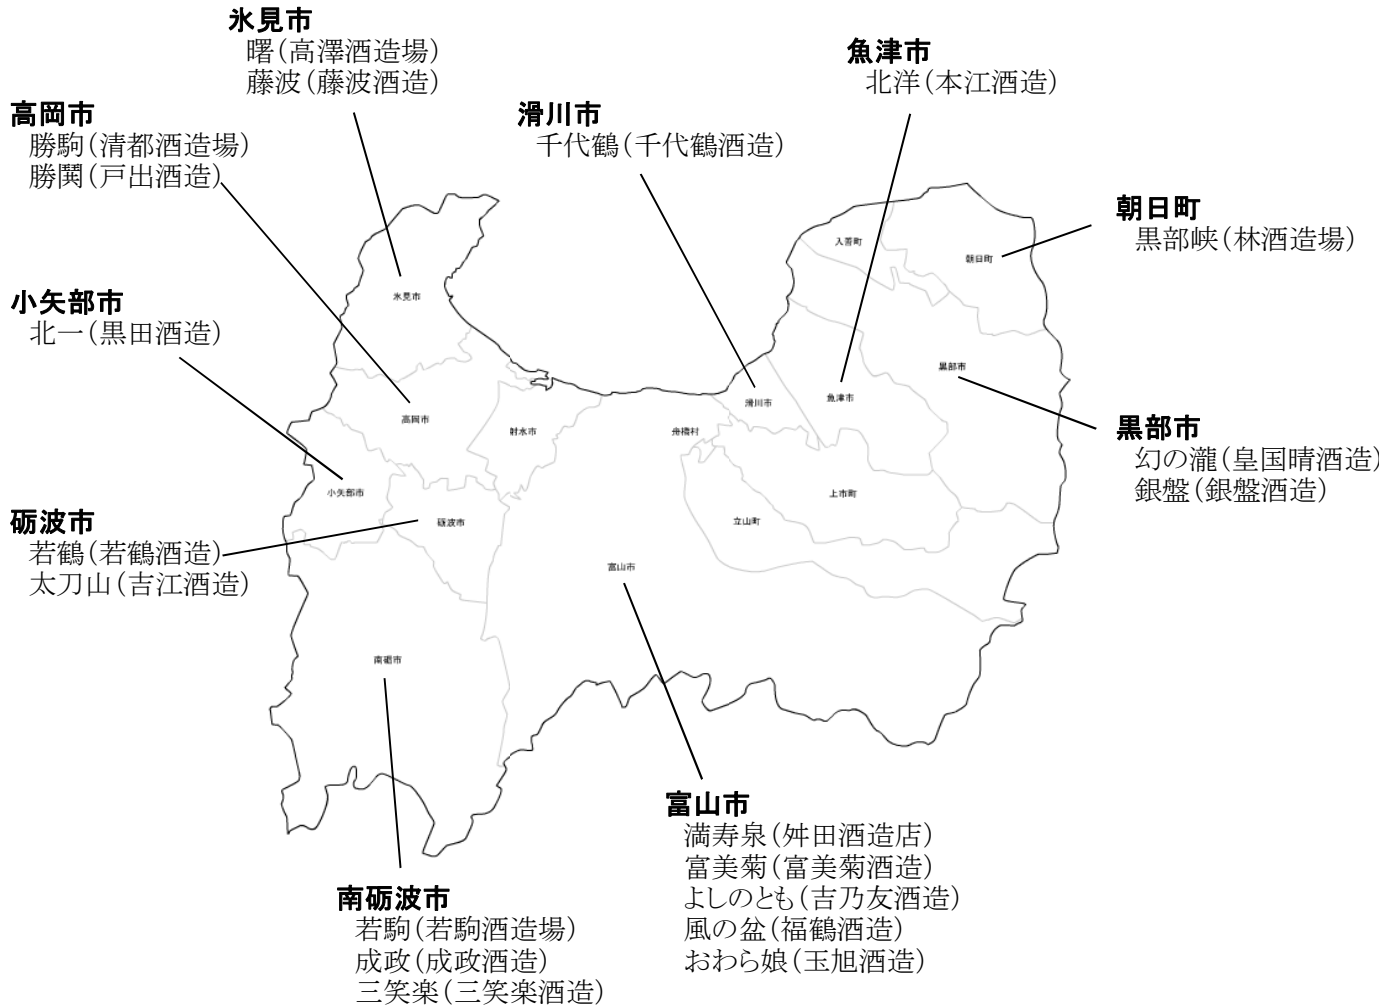 氷見市
曙(高澤酒造場)
藤波(藤波酒造)
魚津市
北洋(本江酒造)
高岡市
勝駒(清都酒造場)
勝鬨(戸出酒造)
滑川市
千代鶴(千代鶴酒造)
朝日町
黒部峡(林酒造場)
小矢部市
北一(黒田酒造)
黒部市
幻の瀧(皇国晴酒造)
銀盤(銀盤酒造)
砺波市
若鶴(若鶴酒造)
太刀山(吉江酒造)
富山市
満寿泉(舛田酒造店)
富美菊(富美菊酒造)
よしのとも(吉乃友酒造)
風の盆(福鶴酒造)
おわら娘(玉旭酒造)
南砺波市
若駒(若駒酒造場)
成政(成政酒造)
三笑楽(三笑楽酒造)
入善町
朝日町
氷見市
黒部市
魚津市
滑川市
高岡市
射水市
舟橋村
小矢部市
上市町
砺波市
立山町
富山市
南砺市